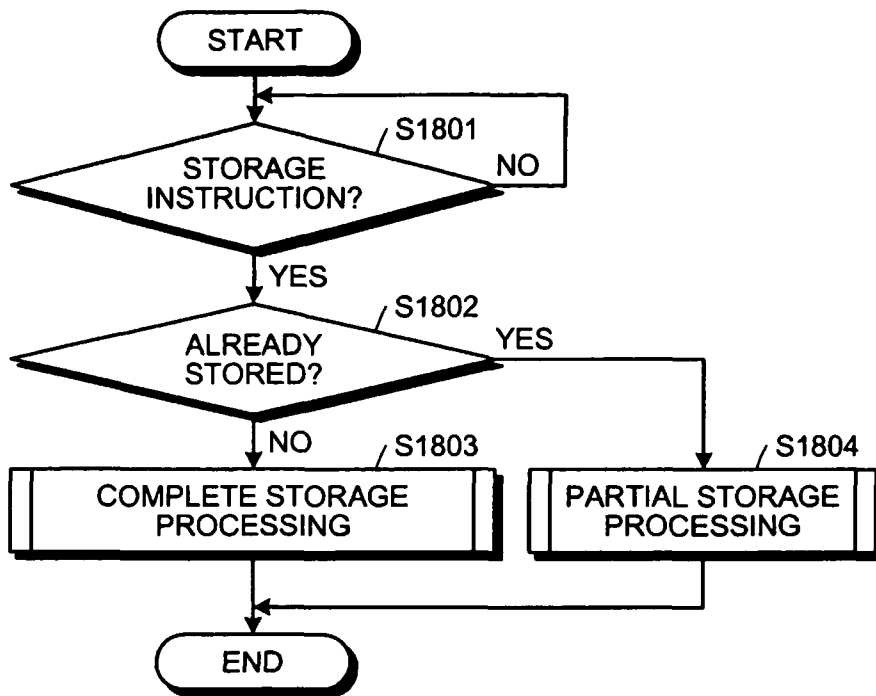 START
S1801
STORAGE
INSTRUCTION?
NO
YES
S1802
ALREADY
STORED?
YES
NO
S1803
COMPLETE STORAGE
PROCESSING
S1804
PARTIAL STORAGE
PROCESSING
END